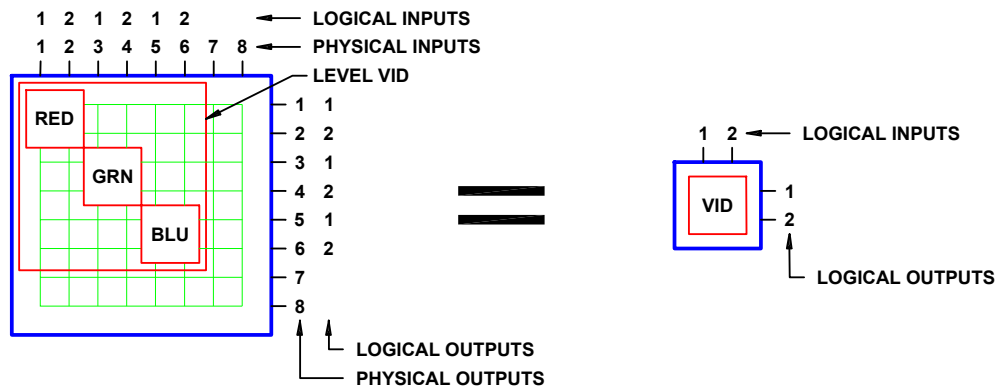 1 2 1 2 1 2 LOGICAL INPUTS
1 2 3 4 5 6 7 8 PHYSICAL INPUTS
LEVEL VID
RED
GRN
BLU
1 1
2 2
3 1
4 2
5 1
6 2
7
8
LOGICAL OUTPUTS
PHYSICAL OUTPUTS
1 2 LOGICAL INPUTS
VID
1
2
LOGICAL OUTPUTS